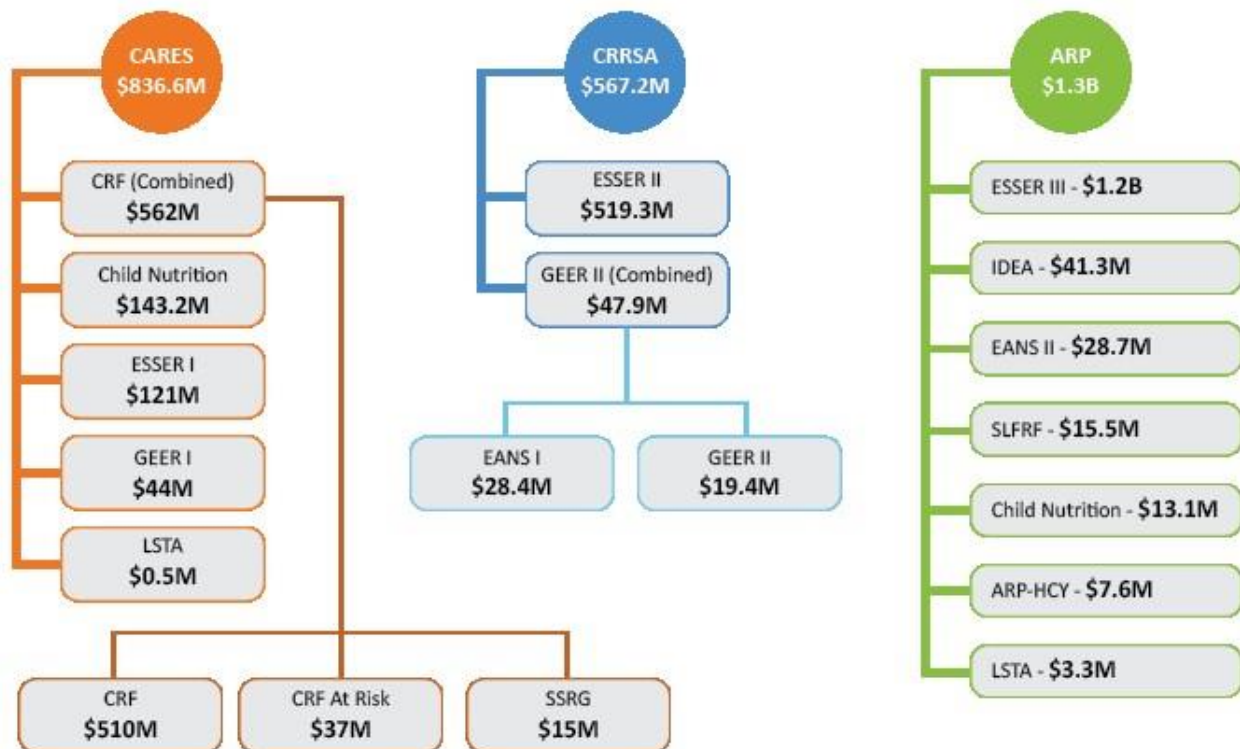 CARES
$836.6M
CRF (Combined)
$562M
Child Nutrition
$143.2M
ESSER I
$121M
GEER I
$44M
LSTA
$0.5M
CRF
$510M
CRF At Risk
$37M
SSRG
$15M
CRRSA
$567.2M
ESSER II
$519.3M
GEER II (Combined)
$47.9M
EANS I
$28.4M
GEER II
$19.4M
ARP
$1.3B
ESSER III - $1.2B
IDEA - $41.3M
EANS II - $28.7M
SLFRF - $15.5M
Child Nutrition - $13.1M
ARP-HCY - $7.6M
LSTA - $3.3M